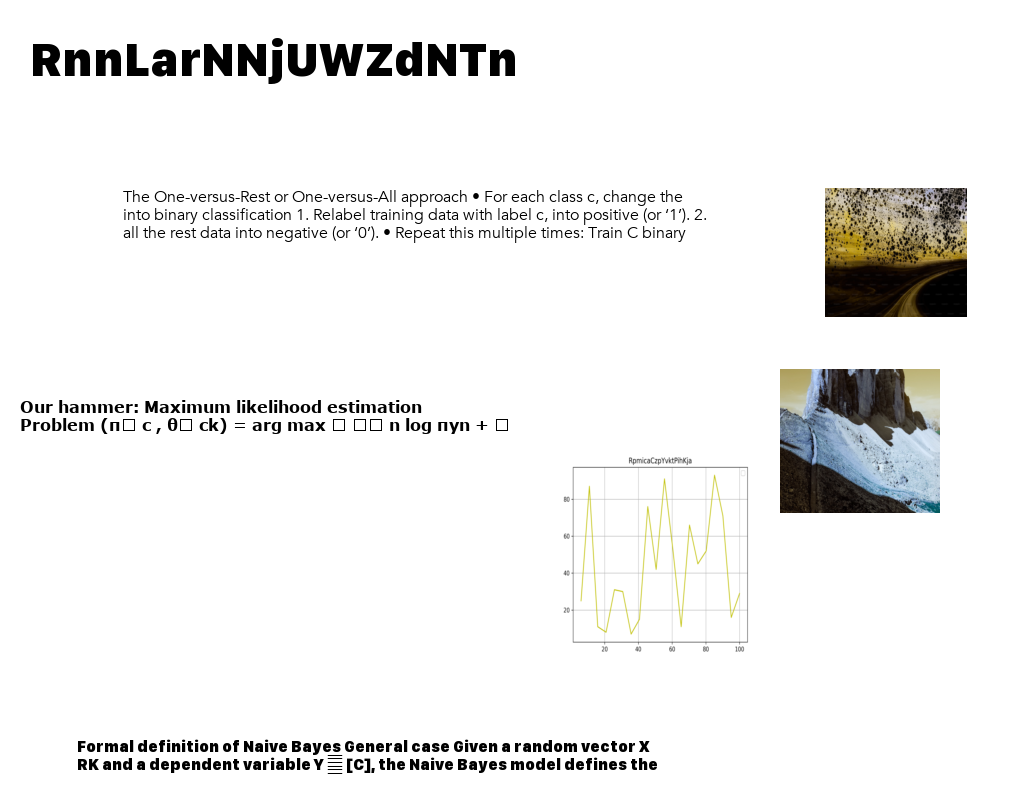 RnnLarNNjUWZdNTn
The One-versus-Rest or One-versus-All approach • For each class c, change the
into binary classification 1. Relabel training data with label c, into positive (or ‘1’). 2.
all the rest data into negative (or ‘0’). • Repeat this multiple times: Train C binary
Our hammer: Maximum likelihood estimation
Problem (π□ c , θ□ ck) = arg max □ □□ n log πyn + □
RpmicaCzpYvktPihKja
80
60
40
20
20 40 60 80 100
Formal definition of Naive Bayes General case Given a random vector X
RK and a dependent variable Y [C], the Naive Bayes model defines the